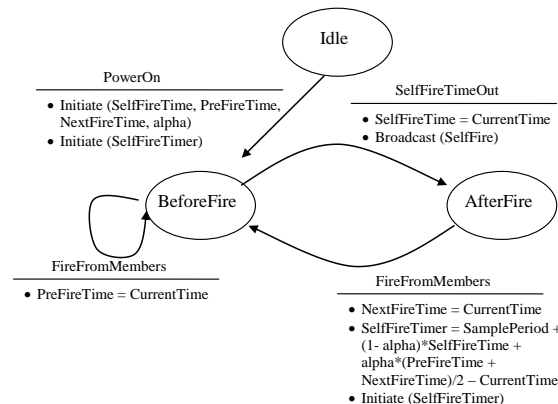 Idle
PowerOn
• Initiate (SelfFireTime, PreFireTime,
NextFireTime, alpha)
• Initiate (SelfFireTimer)
SelfFireTimeOut
• SelfFireTime = CurrentTime
• Broadcast (SelfFire)
BeforeFire
AfterFire
FireFromMembers
• PreFireTime = CurrentTime
FireFromMembers
• NextFireTime = CurrentTime
• SelfFireTimer = SamplePeriod +
(1- alpha)*SelfFireTime +
alpha*(PreFireTime +
NextFireTime)/2 – CurrentTime
• Initiate (SelfFireTimer)